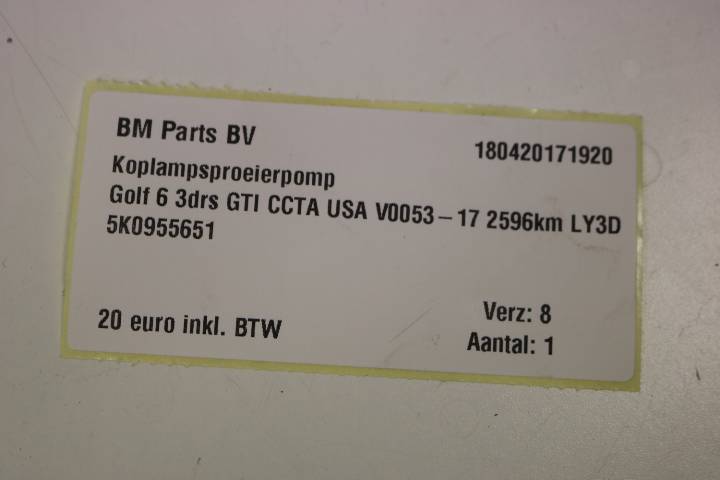 BM Parts BV 180420171920
Koplampsproeierpomp
Golf 6 3drs GTI CCTA USA V0053-17 2596km LY3D
5K0955651
20 euro inkl. BTW Verz: 8
Aantal: 1